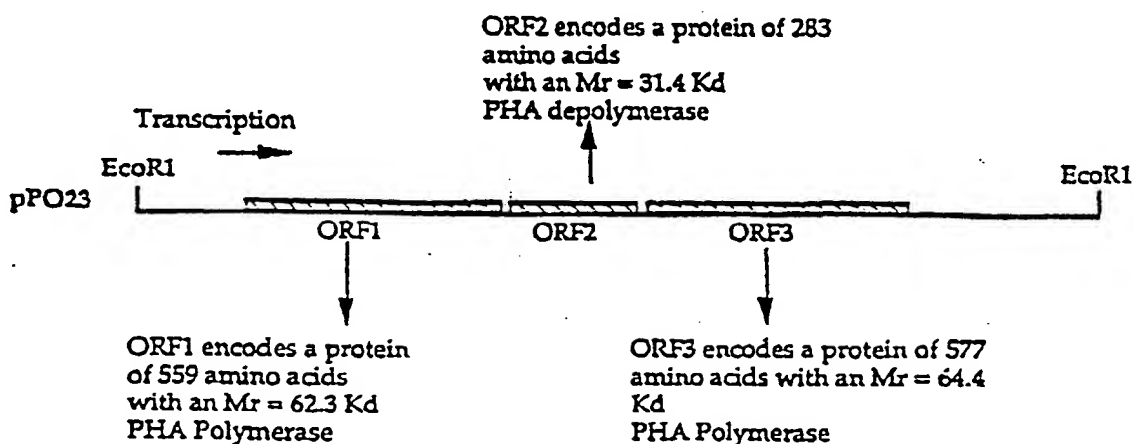 ORF2 encodes a protein of 283
amino acids
with an Mr = 31.4 Kd
PHA depolymerase
Transcription
EcoR1
EcoR1
pPO23
ORF1
ORF2
ORF3
ORF1 encodes a protein
of 559 amino acids
with an Mr = 62.3 Kd
PHA Polymerase
ORF3 encodes a protein of 577
amino acids with an Mr = 64.4
Kd
PHA Polymerase